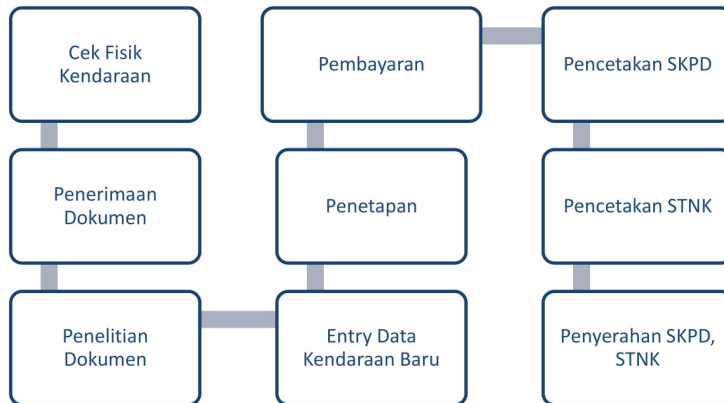 Cek Fisik
Kendaraan
Penerimaan
Dokumen
Penelitian
Dokumen
Entry Data
Kendaraan Baru
Penetapan
Pembayaran
Pencetakan SKPD
Pencetakan STNK
Penyerahan SKPD,
STNK